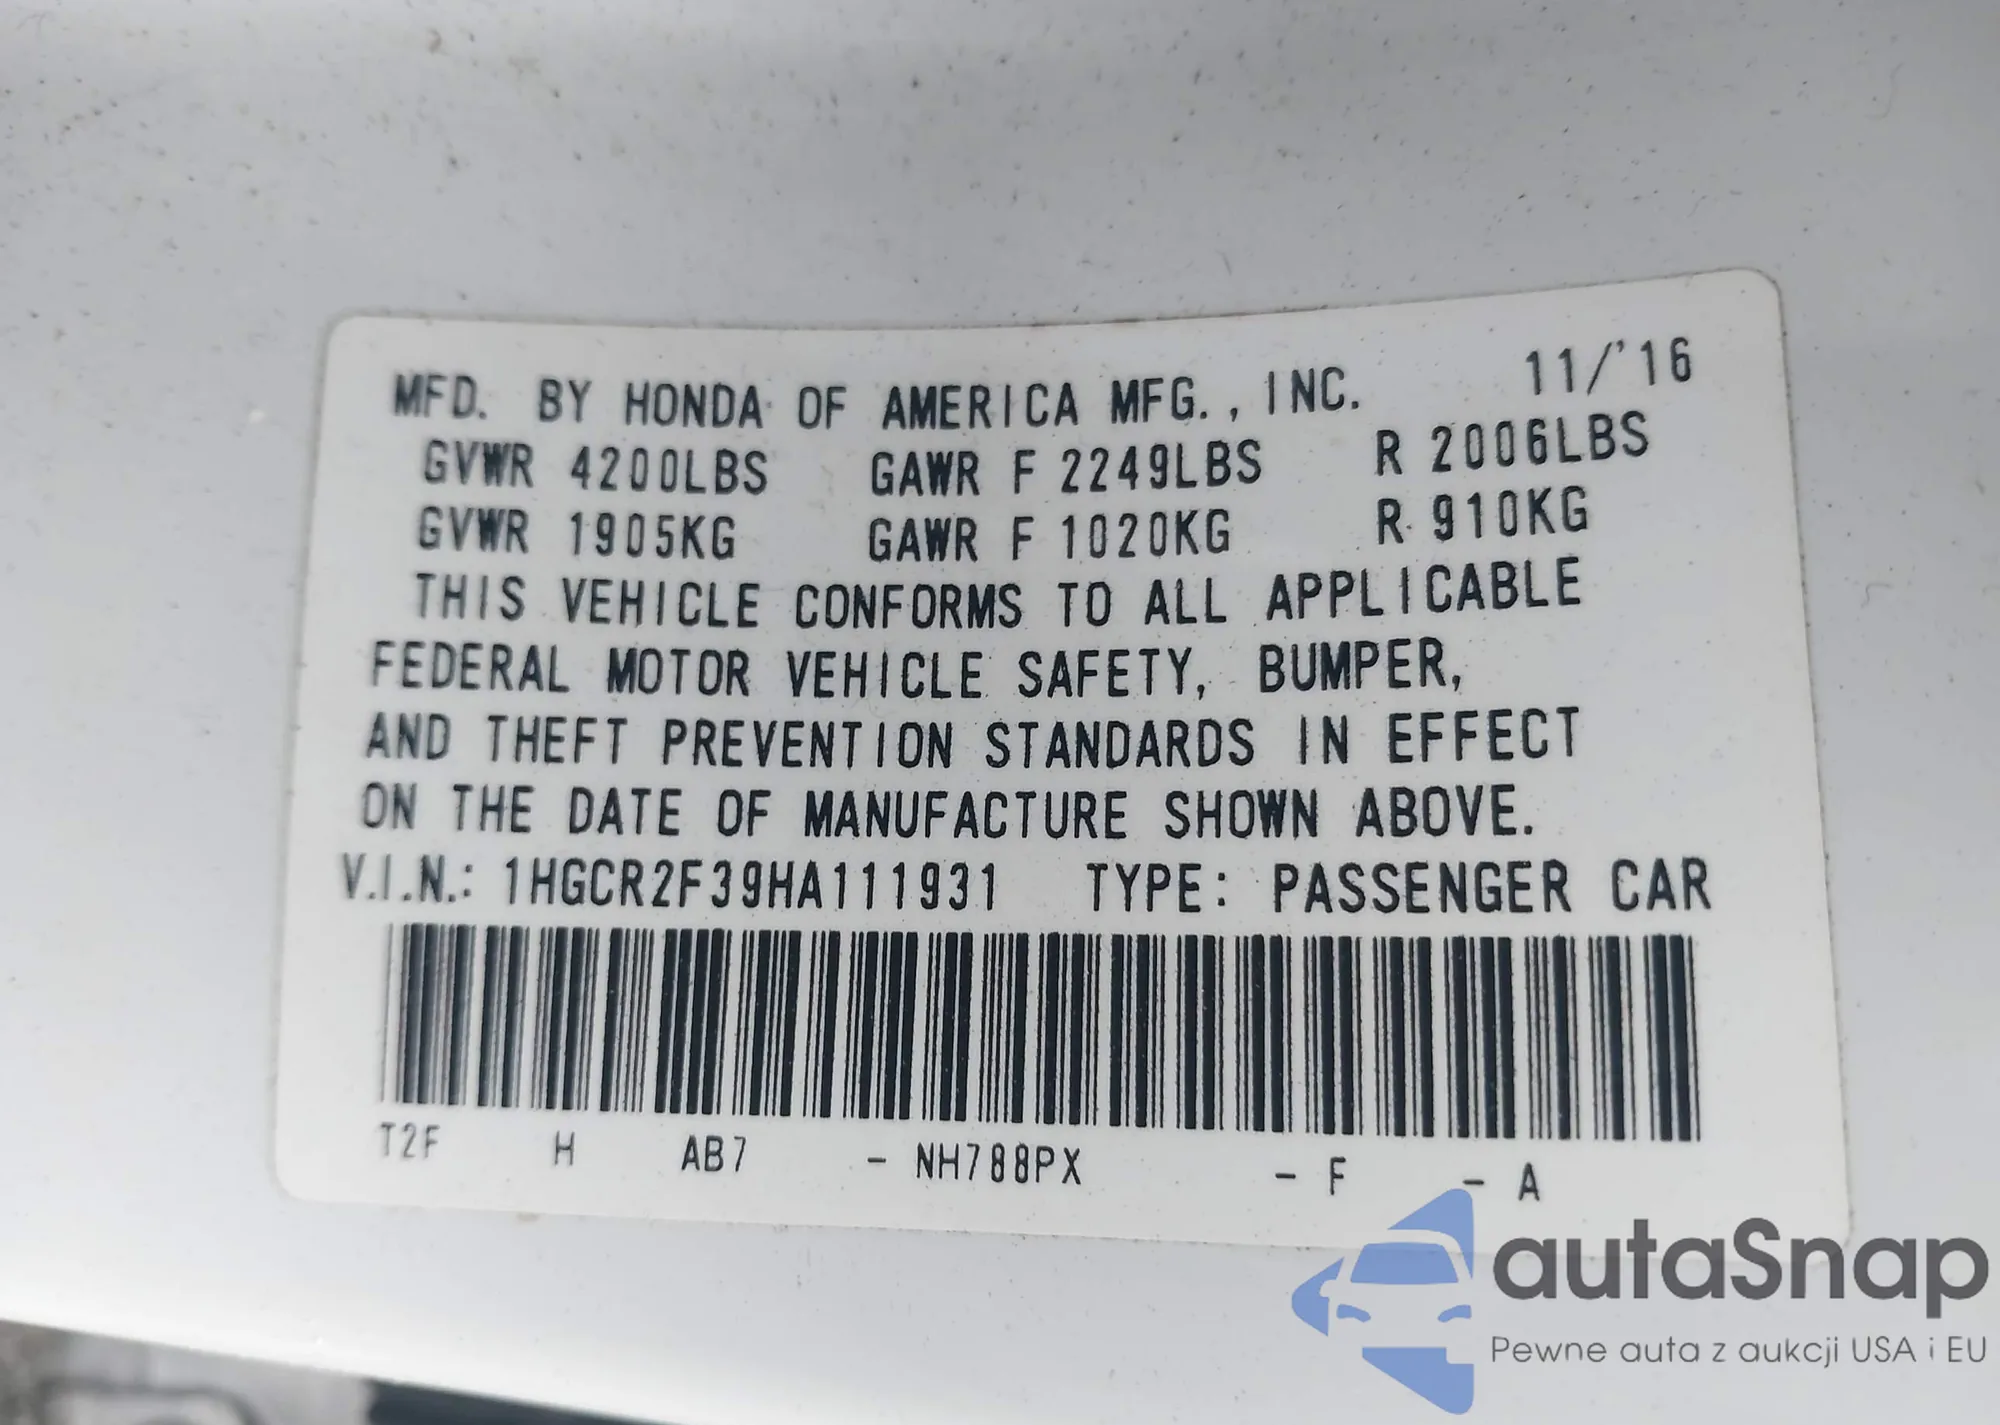 MFD. BY HONDA OF AMERICA MFG., INC. 11/'16
GVWR 4200LBS GAWR F 2249LBS R 2006LBS
GVWR 1905KG GAWR F 1020KG R 910KG
THIS VEHICLE CONFORMS TO ALL APPLICABLE
FEDERAL MOTOR VEHICLE SAFETY, BUMPER,
AND THEFT PREVENTION STANDARDS IN EFFECT
ON THE DATE OF MANUFACTURE SHOWN ABOVE.
V.I.N.: 1HGCR2F39HA111931 TYPE: PASSENGER CAR
T2F H AB7 - NH788PX - F - A
autaSnap
Pewne auta z aukcji USA i EU